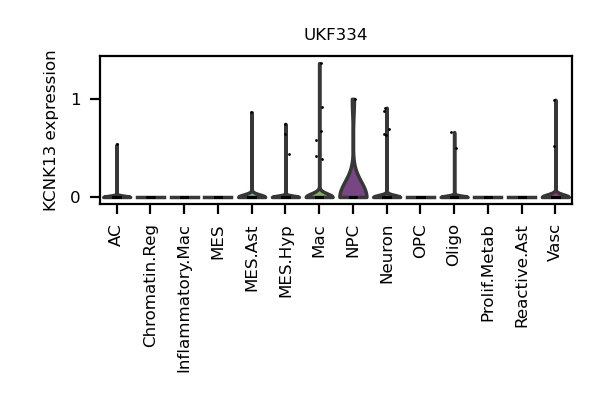 UKF334
KCNK13 expression
1
0
AC
Chromatin.Reg
Inflammatory.Mac
MES
MES.Ast
MES.Hyp
Mac
NPC
Neuron
OPC
Oligo
Prolif.Metab
Reactive.Ast
Vasc